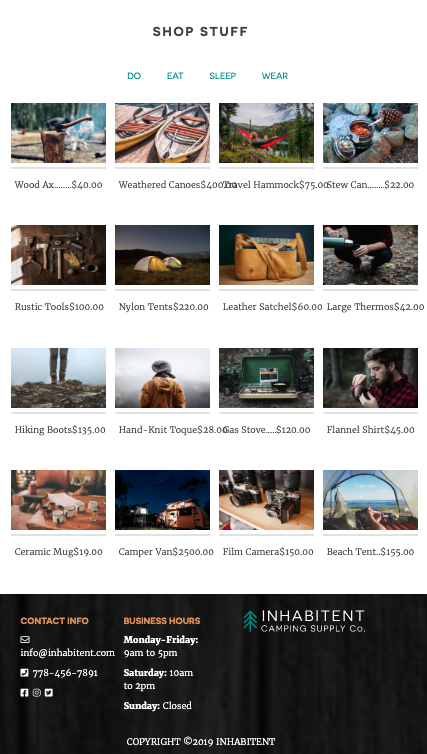 SHOP STUFF
DO EAT SLEEP WEAR
Wood Ax........$40.00
Weathered Canoes$400.00
Travel Hammock$75.00
Stew Can.......$22.00
Rustic Tools$100.00
Nylon Tents$220.00
Leather Satchel$60.00
Large Thermos$42.00
Hiking Boots$135.00
Hand-Knit Toque$28.00
Gas Stove.....$120.00
Flannel Shirt$45.00
Ceramic Mug$19.00
Camper Van$2500.00
Film Camera$150.00
Beach Tent..$155.00
CONTACT INFO
info@inhabitent.com
778-456-7891
BUSINESS HOURS
Monday-Friday:
9am to 5pm
Saturday: 10am
to 2pm
Sunday: Closed
INHABITENT
CAMPING SUPPLY Co.
COPYRIGHT ©2019 INHABITENT